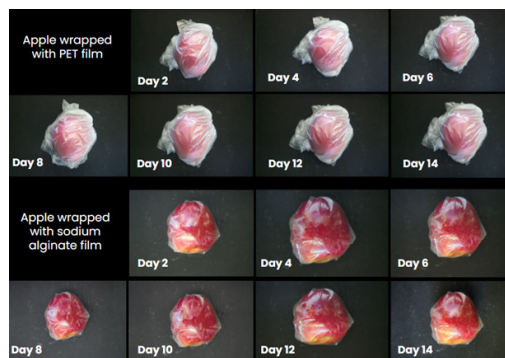 Apple wrapped
with PET film
Day 2
Day 4
Day 6
Day 8
Day 10
Day 12
Day 14
Apple wrapped
with sodium
alginate film
Day 2
Day 4
Day 6
Day 8
Day 10
Day 12
Day 14